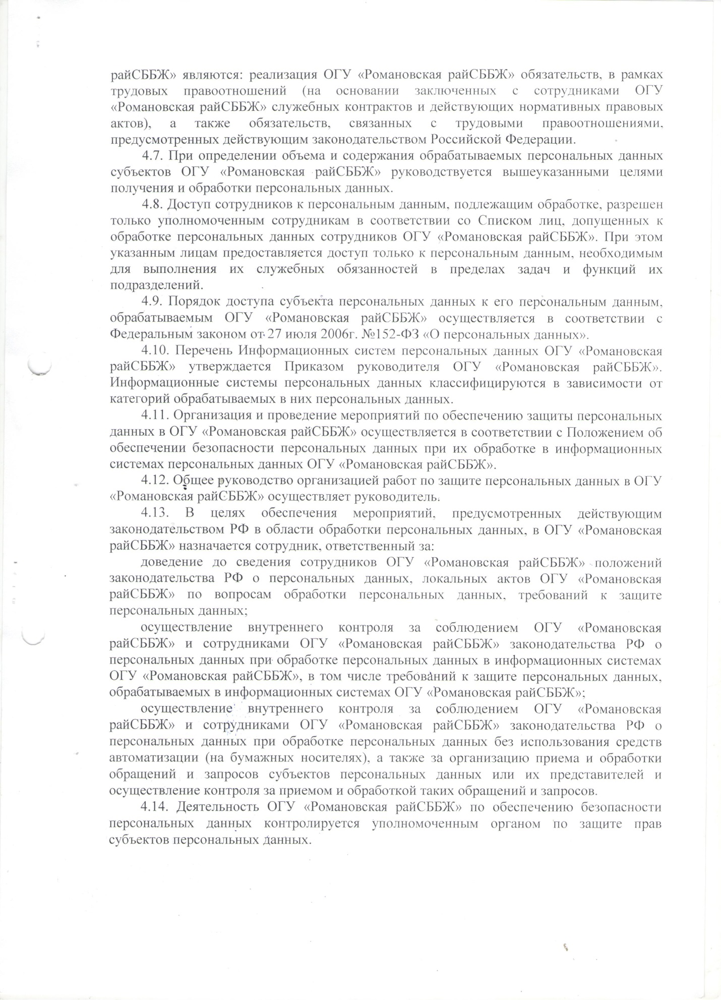 райСББЖ» являются: реализация ОГУ «Романовская райСББЖ» обязательств, в рамках
трудовых правоотношений (на основании заключенных с сотрудниками ОГУ
«Романовская райСББЖ» служебных контрактов и действующих нормативных правовых
актов), а также обязательств, связанных с трудовыми правоотношениями,
предусмотренных действующим законодательством Российской Федерации.
4.7. При определении объема и содержания обрабатываемых персональных данных
субъектов ОГУ «Романовская райСББЖ» руководствуется вышеуказанными целями
получения и обработки персональных данных.
4.8. Доступ сотрудников к персональным данным, подлежащим обработке, разрешен
только уполномоченным сотрудникам в соответствии со Списком лиц, допущенных к
обработке персональных данных сотрудников ОГУ «Романовская райСББЖ». При этом
указанным лицам предоставляется доступ только к персональным данным, необходимым
для выполнения их служебных обязанностей в пределах задач и функций их
подразделений.
4.9. Порядок доступа субъекта персональных данных к его персональным данным,
обрабатываемым ОГУ «Романовская райСББЖ» осуществляется в соответствии с
Федеральным законом от 27 июля 2006г. №152-ФЗ «О персональных данных».
4.10. Перечень Информационных систем персональных данных ОГУ «Романовская
райСББЖ» утверждается Приказом руководителя ОГУ «Романовская райСББЖ».
Информационные системы персональных данных классифицируются в зависимости от
категорий обрабатываемых в них персональных данных.
4.11. Организация и проведение мероприятий по обеспечению защиты персональных
данных в ОГУ «Романовская райСББЖ» осуществляется в соответствии с Положением об
обеспечении безопасности персональных данных при их обработке в информационных
системах персональных данных ОГУ «Романовская райСББЖ».
4.12. Общее руководство организацией работ по защите персональных данных в ОГУ
«Романовская райСББЖ» осуществляет руководитель.
4.13. В целях обеспечения мероприятий, предусмотренных действующим
законодательством РФ в области обработки персональных данных, в ОГУ «Романовская
райСББЖ» назначается сотрудник, ответственный за:
доведение до сведения сотрудников ОГУ «Романовская райСББЖ» положений
законодательства РФ о персональных данных, локальных актов ОГУ «Романовская
райСББЖ» по вопросам обработки персональных данных, требований к защите
персональных данных;
осуществление внутреннего контроля за соблюдением ОГУ «Романовская
райСББЖ» и сотрудниками ОГУ «Романовская райСББЖ» законодательства РФ о
персональных данных при обработке персональных данных в информационных системах
ОГУ «Романовская райСББЖ», в том числе требований к защите персональных данных,
обрабатываемых в информационных системах ОГУ «Романовская райСББЖ»;
осуществление внутреннего контроля за соблюдением ОГУ «Романовская
райСББЖ» и сотрудниками ОГУ «Романовская райСББЖ» законодательства РФ о
персональных данных при обработке персональных данных без использования средств
автоматизации (на бумажных носителях), а также за организацию приема и обработки
обращений и запросов субъектов персональных данных или их представителей и
осуществление контроля за приемом и обработкой таких обращений и запросов.
4.14. Деятельность ОГУ «Романовская райСББЖ» по обеспечению безопасности
персональных данных контролируется уполномоченным органом по защите прав
субъектов персональных данных.